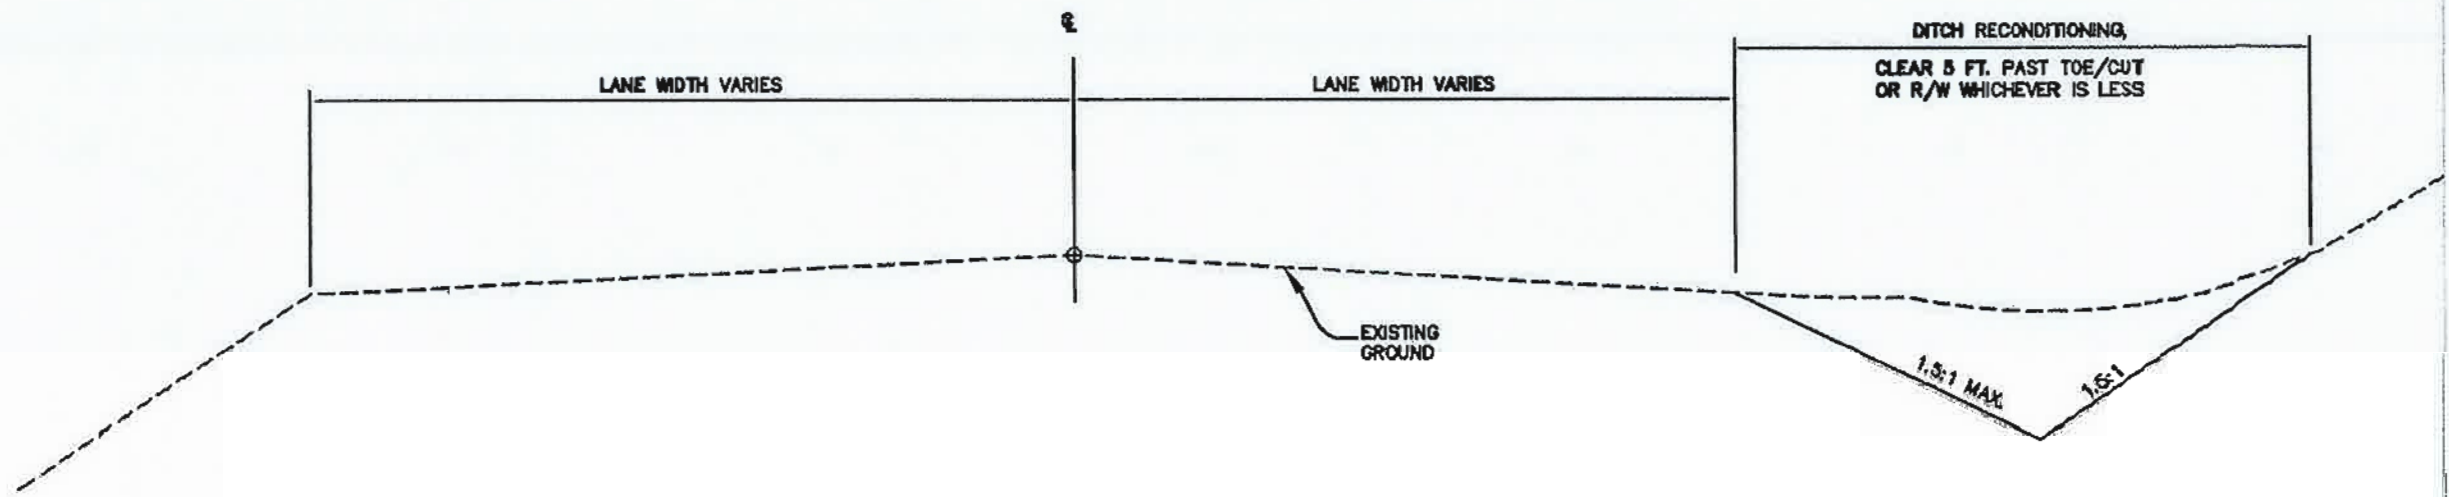 ℄
DITCH RECONDITIONING,
CLEAR 5 FT. PAST TOE/CUT
OR R/W WHICHEVER IS LESS
LANE WIDTH VARIES
LANE WIDTH VARIES
EXISTING
GROUND
1.5:1 MAX.
1.5:1